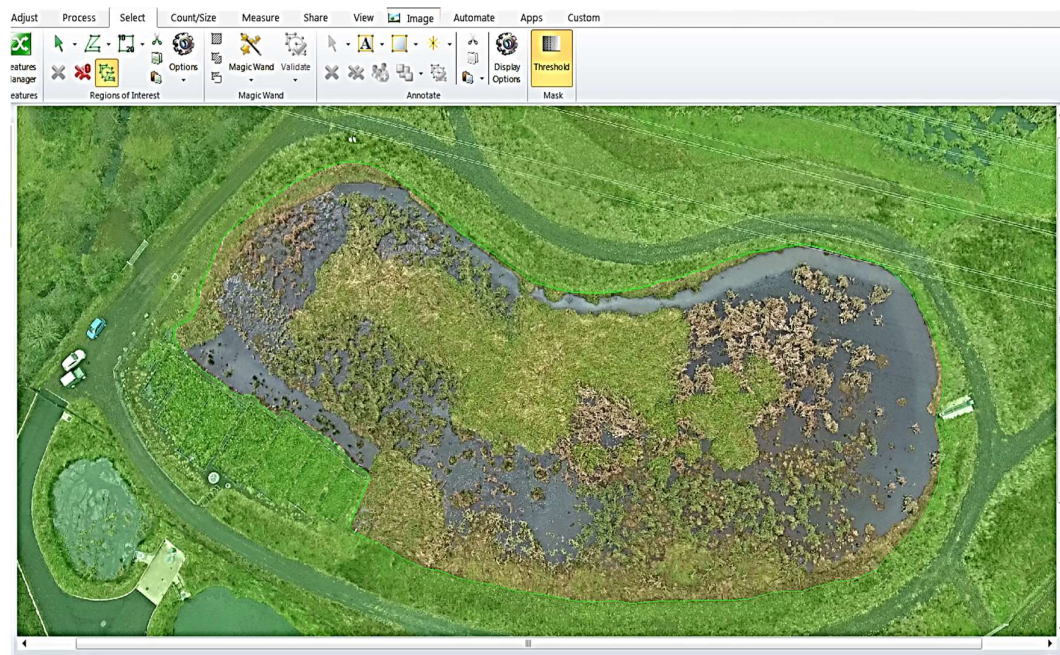 Adjust Process Select Count/Size Measure Share View Image Automate Apps Custom
eatures
lanager
Options
Magic Wand Validate
A
Display
Options
Threshold
eatures Regions of Interest Magic Wand Annotate Mask